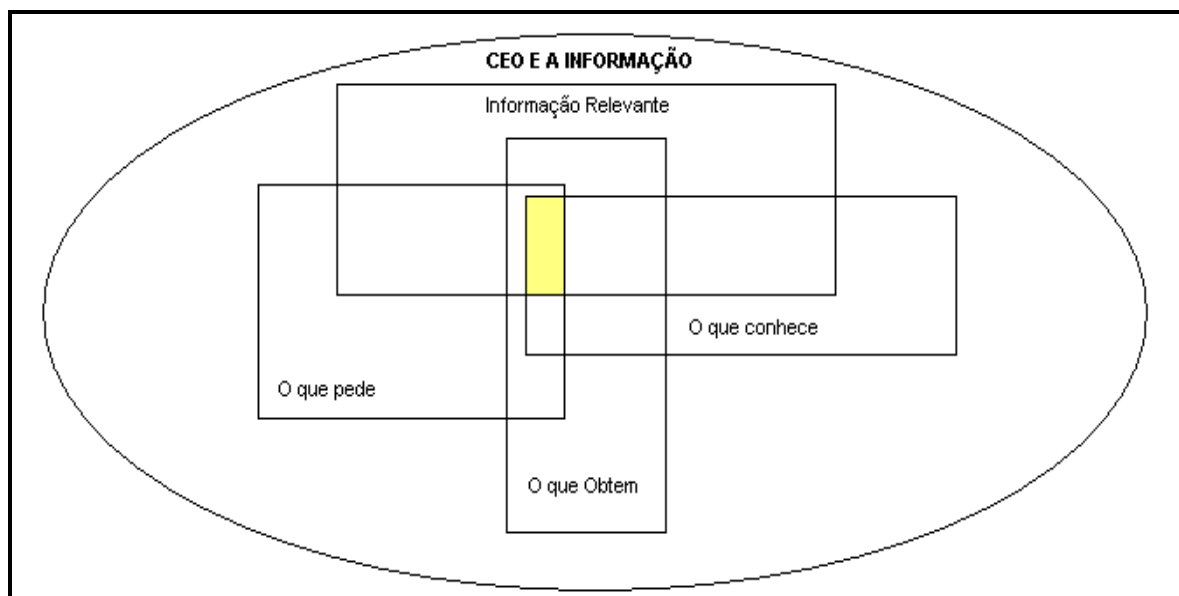 CEO E A INFORMAÇÃO
Informação Relevante
O que conhece
O que pede
O que Obtem